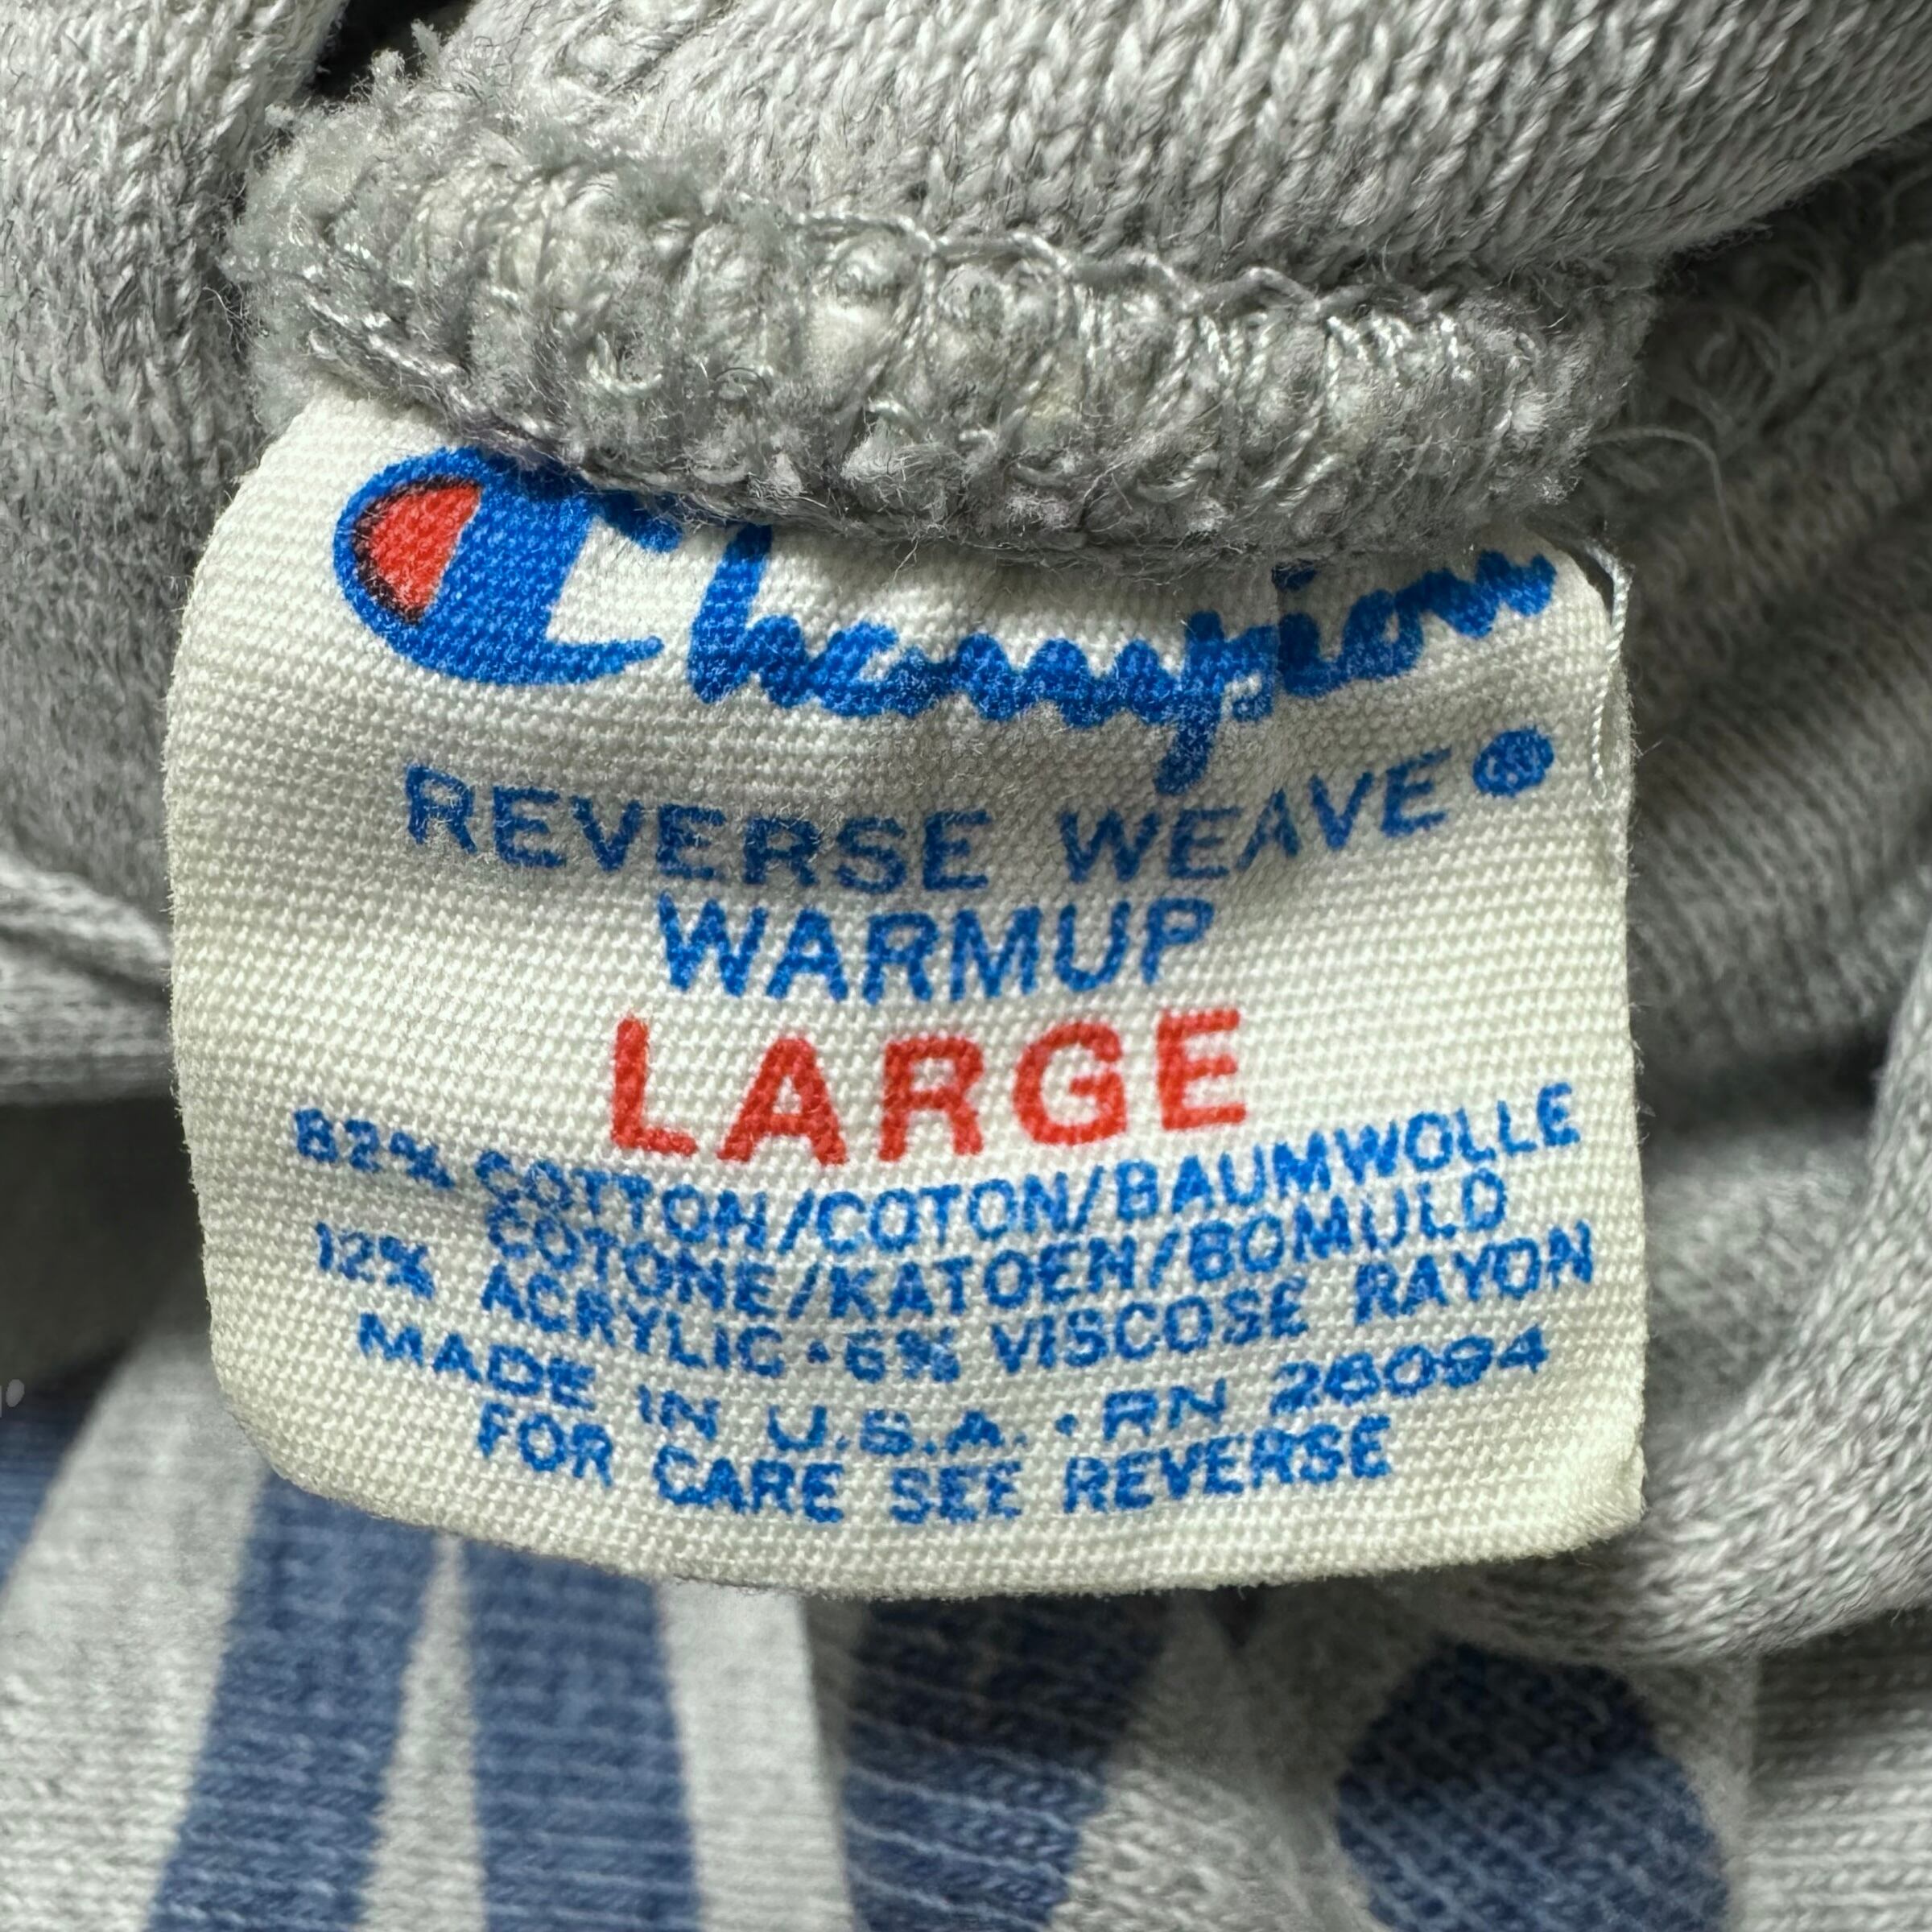 Champion
REVERSE WEAVE®
WARMUP
LARGE
82% COTTON/COTON/BAUMWOLLE
COTONE/KATOEN/BOMULD
12% ACRYLIC·6% VISCOSE RAYON
MADE IN U.S.A. · RN 26094
FOR CARE SEE REVERSE